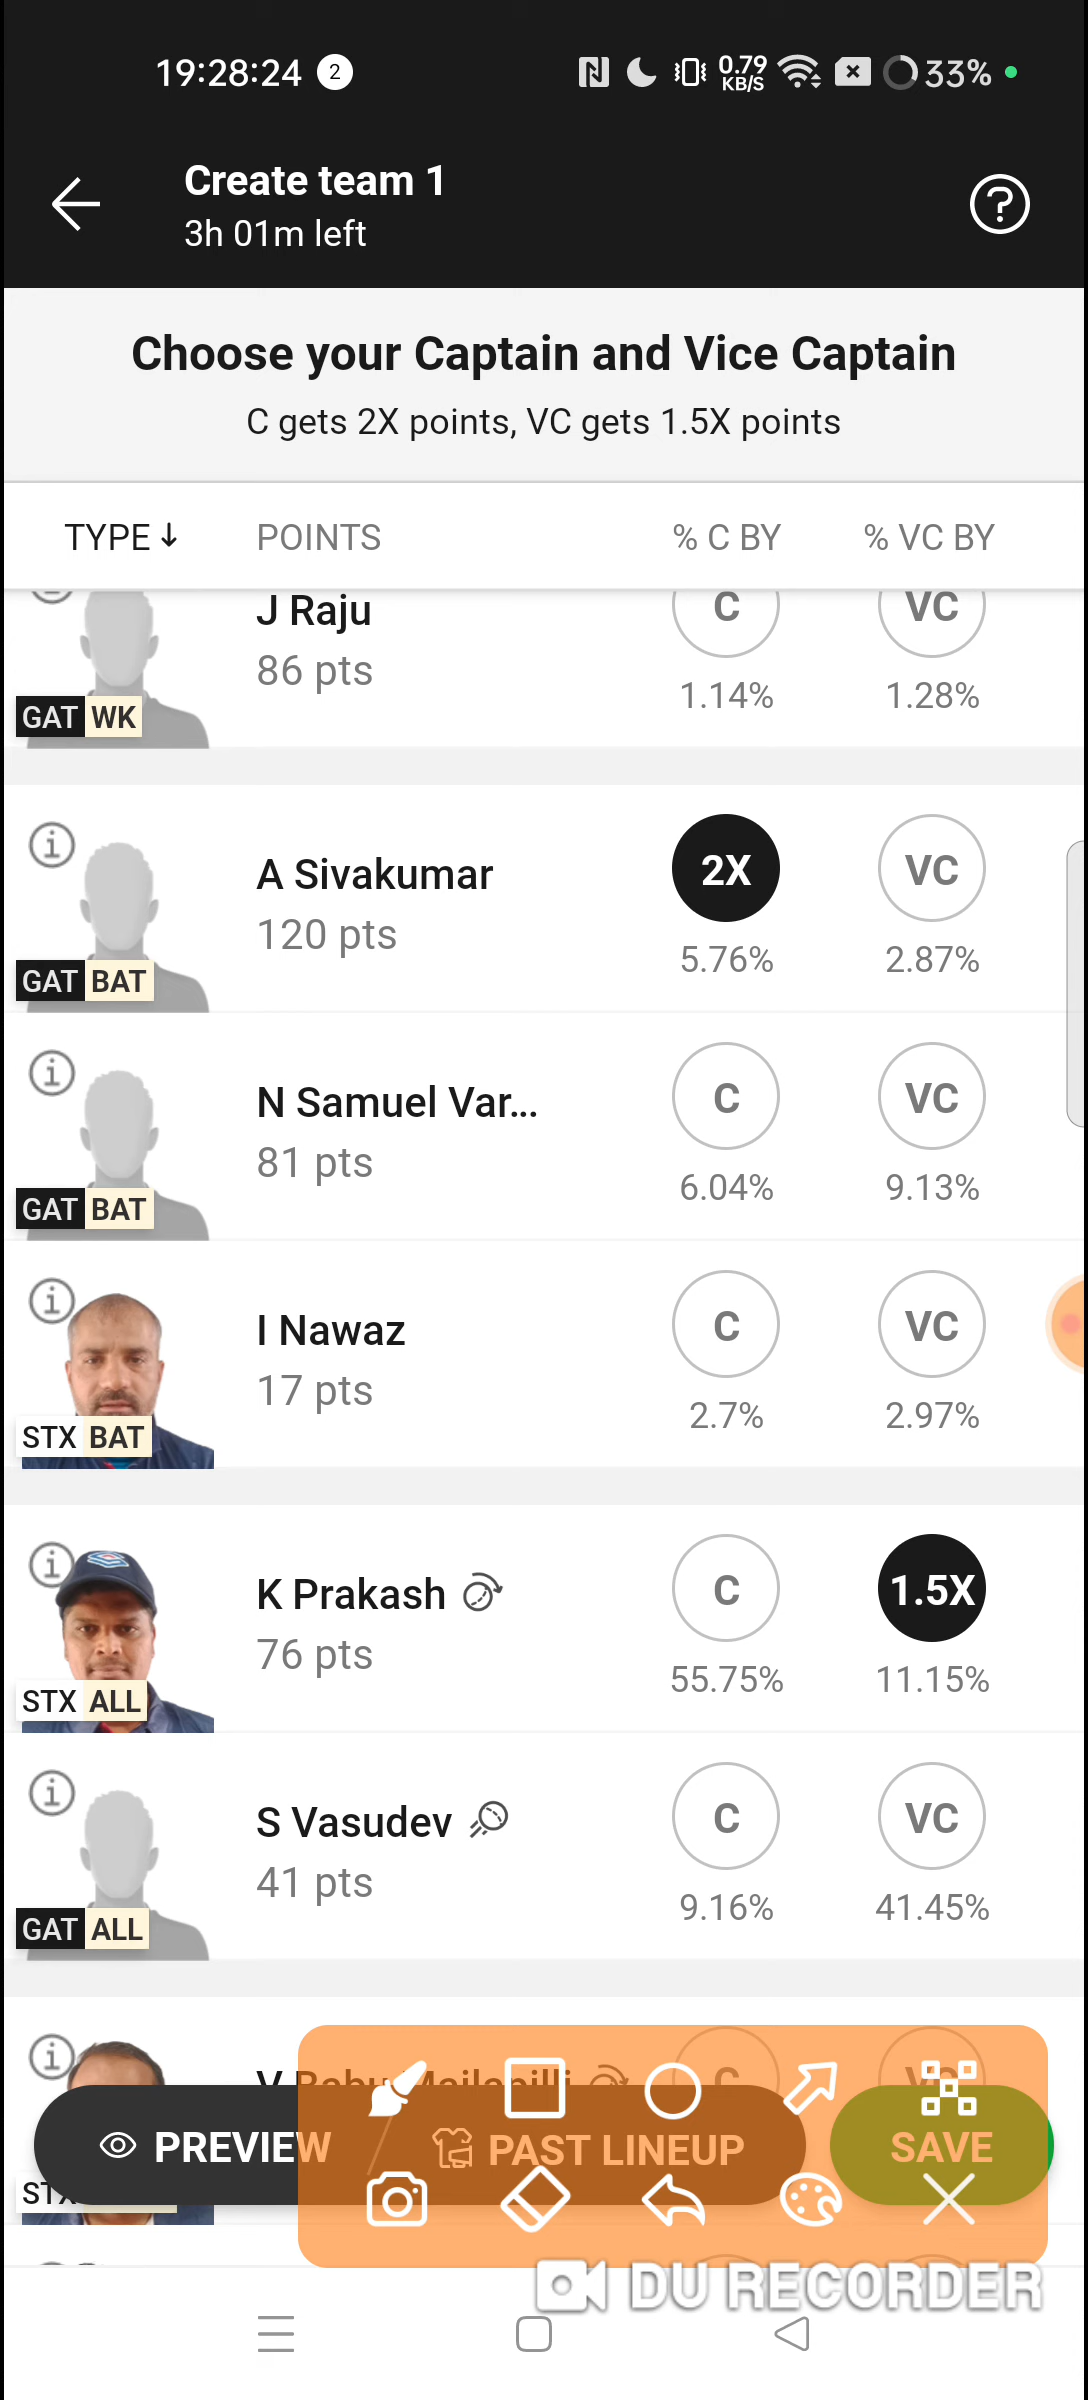 19:28:24 2 0.79 KB/S 33%
Create team 1
3h 01m left
Choose your Captain and Vice Captain
C gets 2X points, VC gets 1.5X points
TYPE POINTS % C BY % VC BY
J Raju C VC
86 pts 1.14% 1.28%
GAT WK
A Sivakumar 2X VC
120 pts 5.76% 2.87%
GAT BAT
N Samuel Var... C VC
81 pts 6.04% 9.13%
GAT BAT
I Nawaz C VC
17 pts 2.7% 2.97%
STX BAT
K Prakash C 1.5X
76 pts 55.75% 11.15%
STX ALL
S Vasudev C VC
41 pts 9.16% 41.45%
GAT ALL
V C VC
PREVIEW PAST LINEUP SAVE
STX
DU RECORDER